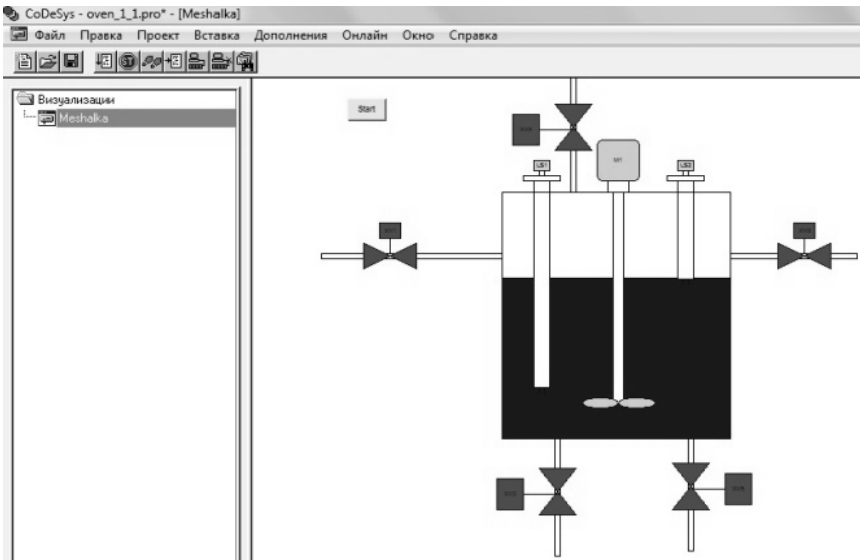 CoDeSys - oven_1_1.pro* - [Meshalka]
Файл Правка Проект Вставка Дополнения Онлайн Окно Справка
Визуализации
Meshalka
Start
LS1
M1
LS2